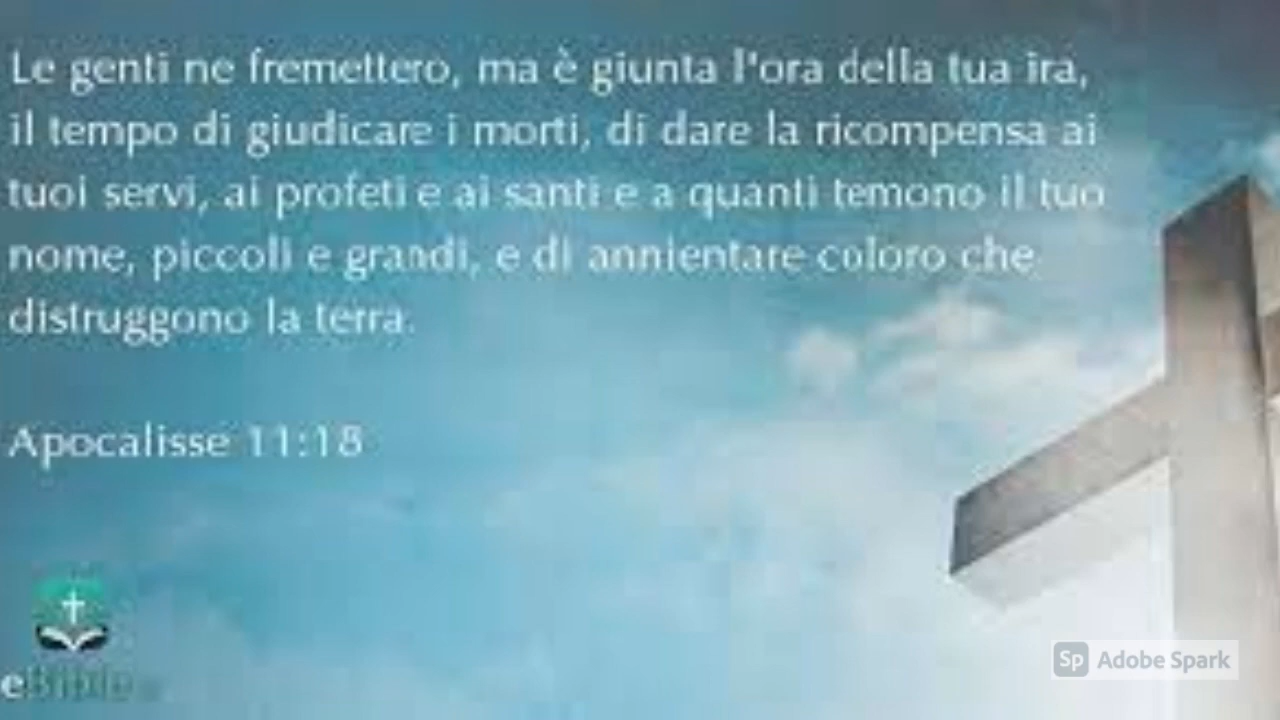 Le genti ne fremettero, ma è giunta l'ora della tua ira,
il tempo di giudicare i morti, di dare la ricompensa ai
tuoi servi, ai profeti e ai santi e a quanti temono il tuo
nome, piccoli e grandi, e di annientare coloro che
distruggono la terra.
Apocalisse 11:18
eBible
Sp Adobe Spark